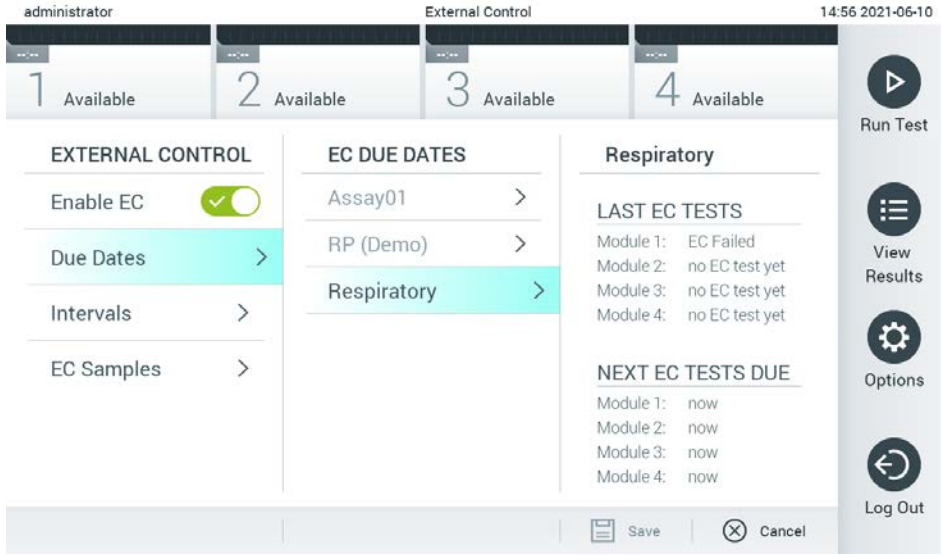 administrator External Control 14:56 2021-06-10
--:-- --:-- --:-- --:--
1 Available 2 Available 3 Available 4 Available
Run Test
View
Results
Options
Log Out
EXTERNAL CONTROL
Enable EC
Due Dates
Intervals
EC Samples
EC DUE DATES
Assay01
RP (Demo)
Respiratory
Respiratory
LAST EC TESTS
Module 1: EC Failed
Module 2: no EC test yet
Module 3: no EC test yet
Module 4: no EC test yet
NEXT EC TESTS DUE
Module 1: now
Module 2: now
Module 3: now
Module 4: now
Save Cancel